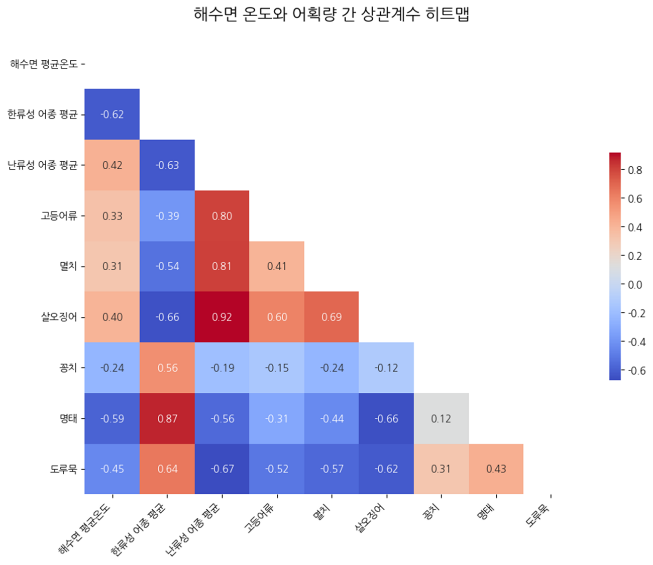 해수면 온도와 어획량 간 상관계수 히트맵
해수면 평균온도
한류성 어종 평균 -0.62
난류성 어종 평균 0.42 -0.63
고등어류 0.33 -0.39 0.80
멸치 0.31 -0.54 0.81 0.41
살오징어 0.40 -0.66 0.92 0.60 0.69
꽁치 -0.24 0.56 -0.19 -0.15 -0.24 -0.12
명태 -0.59 0.87 -0.56 -0.31 -0.44 -0.66 0.12
도루묵 -0.45 0.64 -0.67 -0.52 -0.57 -0.62 0.31 0.43
해수면 평균온도
한류성 어종 평균
난류성 어종 평균
고등어류
멸치
살오징어
꽁치
명태
도루묵
0.8
0.6
0.4
0.2
0.0
-0.2
-0.4
-0.6